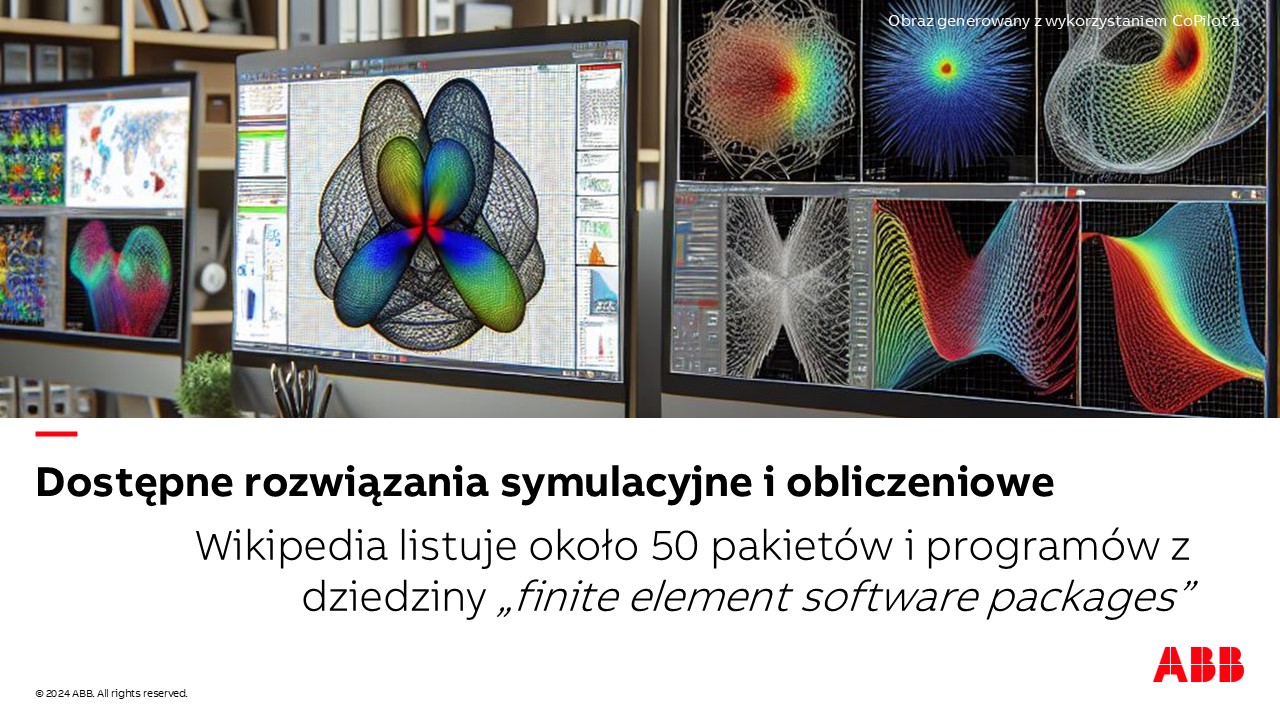 Obraz generowany z wykorzystaniem CoPilot'a
Dostępne rozwiązania symulacyjne i obliczeniowe
Wikipedia listuje około 50 pakietów i programów z
dziedziny „finite element software packages”
ABB
© 2024 ABB. All rights reserved.